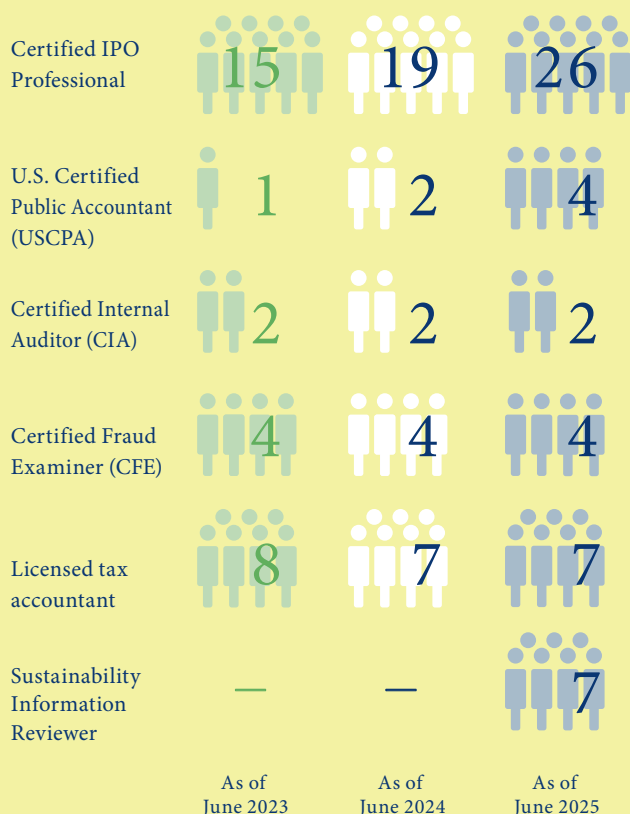 Certified IPO
Professional
15
19
26
U.S. Certified
Public Accountant
(USCPA)
1
2
4
Certified Internal
Auditor (CIA)
2
2
2
Certified Fraud
Examiner (CFE)
4
4
4
Licensed tax
accountant
8
7
7
Sustainability
Information
Reviewer
—
—
7
As of
June 2023
As of
June 2024
As of
June 2025